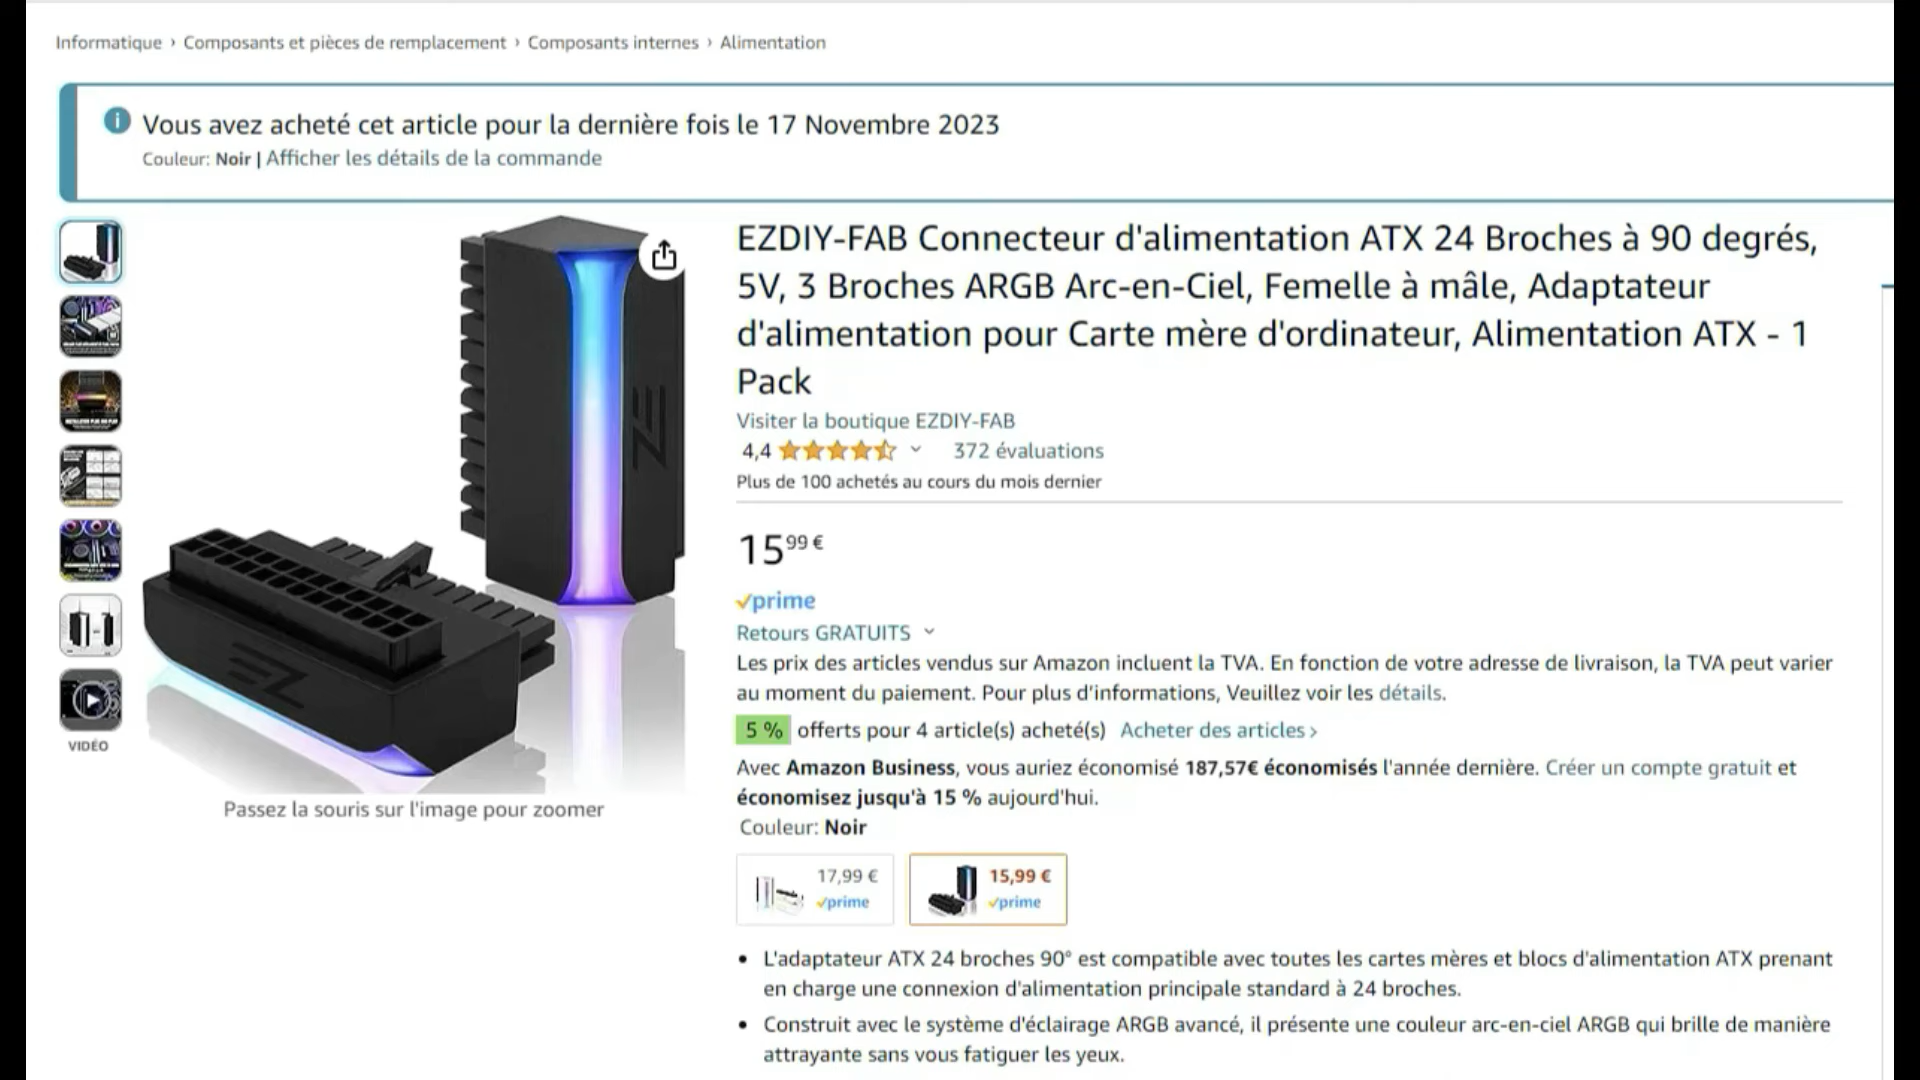 Informatique › Composants et pièces de remplacement › Composants internes › Alimentation
Vous avez acheté cet article pour la dernière fois le 17 Novembre 2023
Couleur: Noir | Afficher les détails de la commande
EZDIY-FAB Connecteur d'alimentation ATX 24 Broches à 90 degrés,
5V, 3 Broches ARGB Arc-en-Ciel, Femelle à mâle, Adaptateur
d'alimentation pour Carte mère d'ordinateur, Alimentation ATX - 1
Pack
Visiter la boutique EZDIY-FAB
4,4 372 évaluations
Plus de 100 achetés au cours du mois dernier
15,99 €
prime
Retours GRATUITS
Les prix des articles vendus sur Amazon incluent la TVA. En fonction de votre adresse de livraison, la TVA peut varier
au moment du paiement. Pour plus d'informations, Veuillez voir les détails.
5 % offerts pour 4 article(s) acheté(s) Acheter des articles ›
Avec Amazon Business, vous auriez économisé 187,57€ économisés l'année dernière. Créer un compte gratuit et
économisez jusqu'à 15 % aujourd'hui.
Couleur: Noir
17,99 € 15,99 €
prime prime
• L'adaptateur ATX 24 broches 90° est compatible avec toutes les cartes mères et blocs d'alimentation ATX prenant
en charge une connexion d'alimentation principale standard à 24 broches.
• Construit avec le système d'éclairage ARGB avancé, il présente une couleur arc-en-ciel ARGB qui brille de manière
attrayante sans vous fatiguer les yeux.
EZ
EZ
VIDÉO
Passez la souris sur l'image pour zoomer